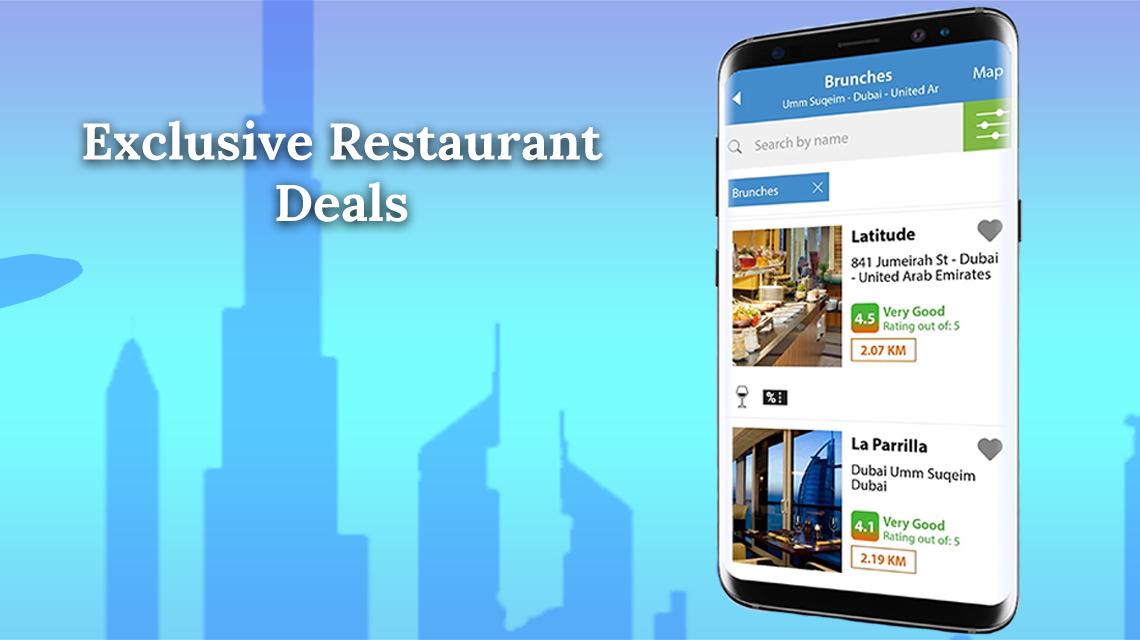 Exclusive Restaurant
Deals
Brunches
Map
Umm Suqeim - Dubai - United Ar
Search by name
Brunches
Latitude
841 Jumeirah St - Dubai
- United Arab Emirates
4.5
Very Good
Rating out of: 5
2.07 KM
%
La Parrilla
Dubai Umm Suqeim
Dubai
4.1
Very Good
Rating out of: 5
2.19 KM